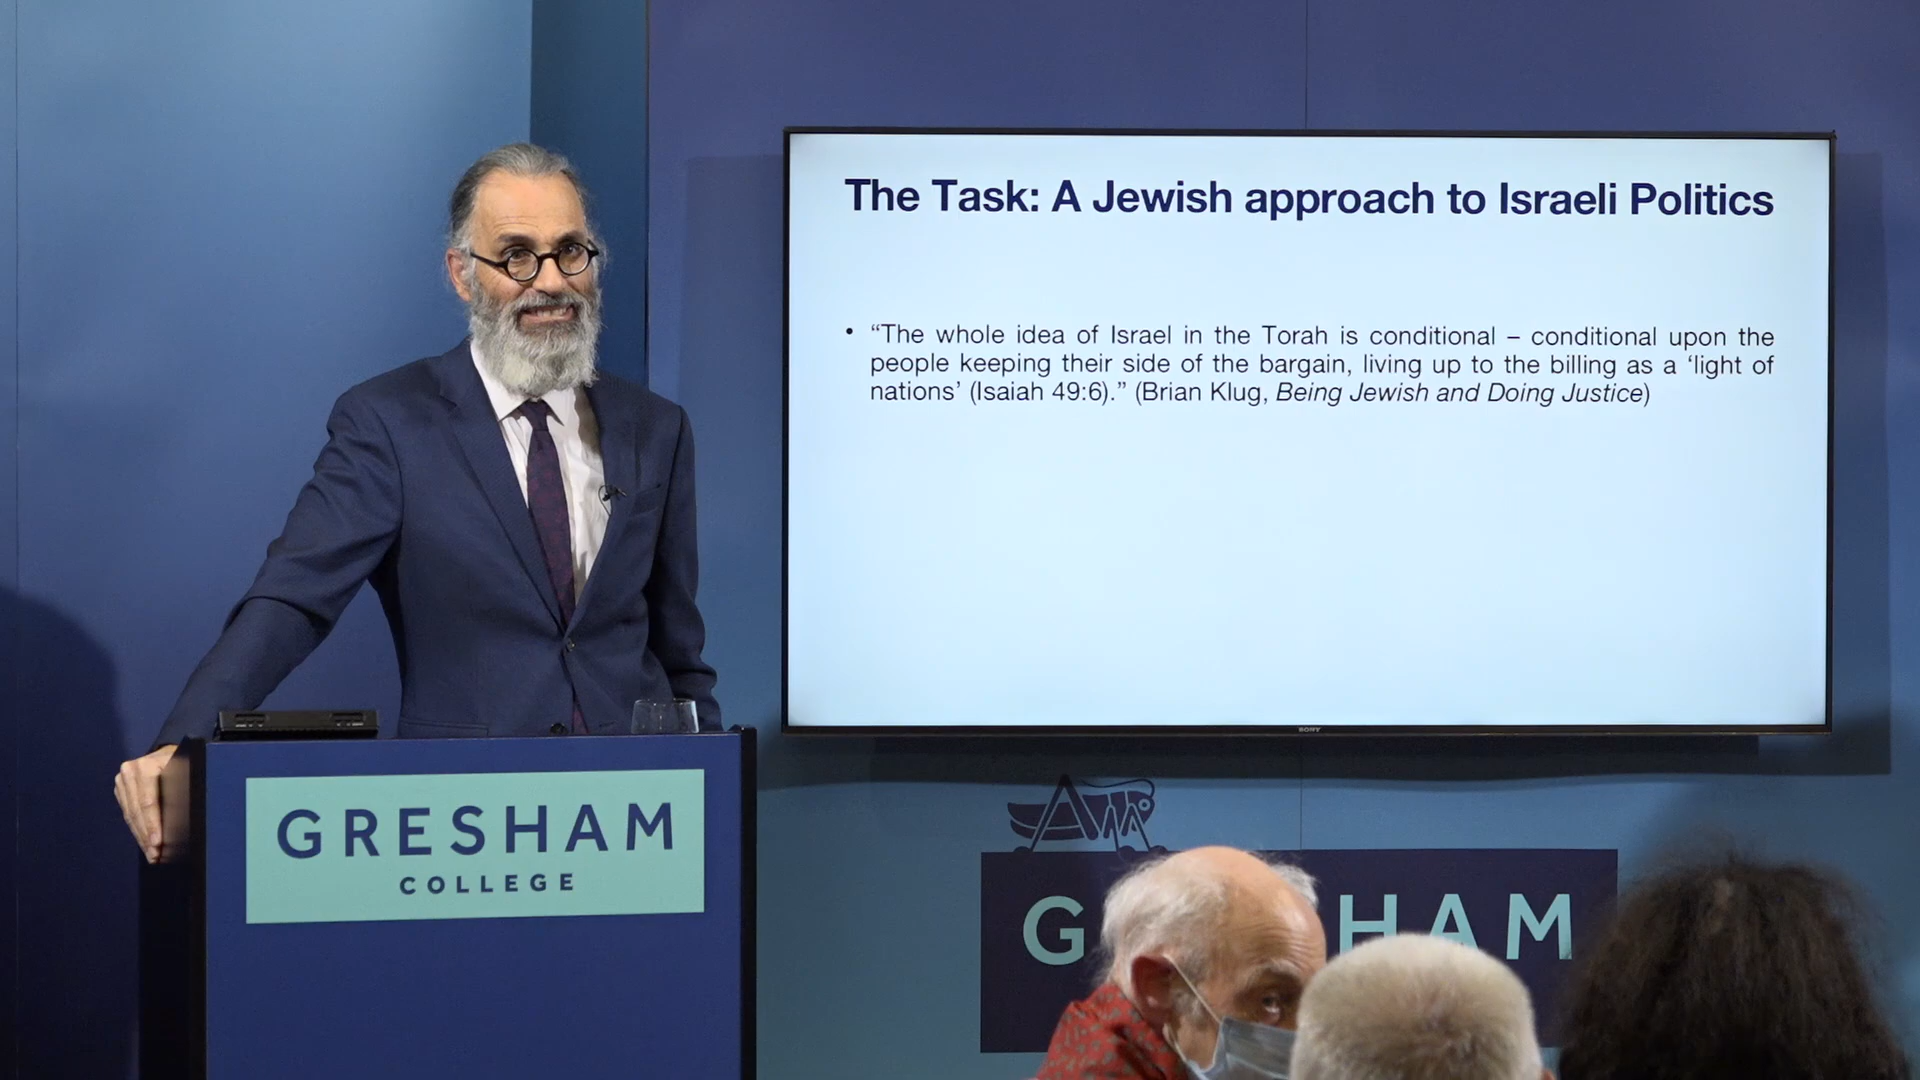 The Task: A Jewish approach to Israeli Politics
• “The whole idea of Israel in the Torah is conditional – conditional upon the
people keeping their side of the bargain, living up to the billing as a ‘light of
nations’ (Isaiah 49:6).” (Brian Klug, Being Jewish and Doing Justice)
SONY
GRESHAM
COLLEGE
G HAM